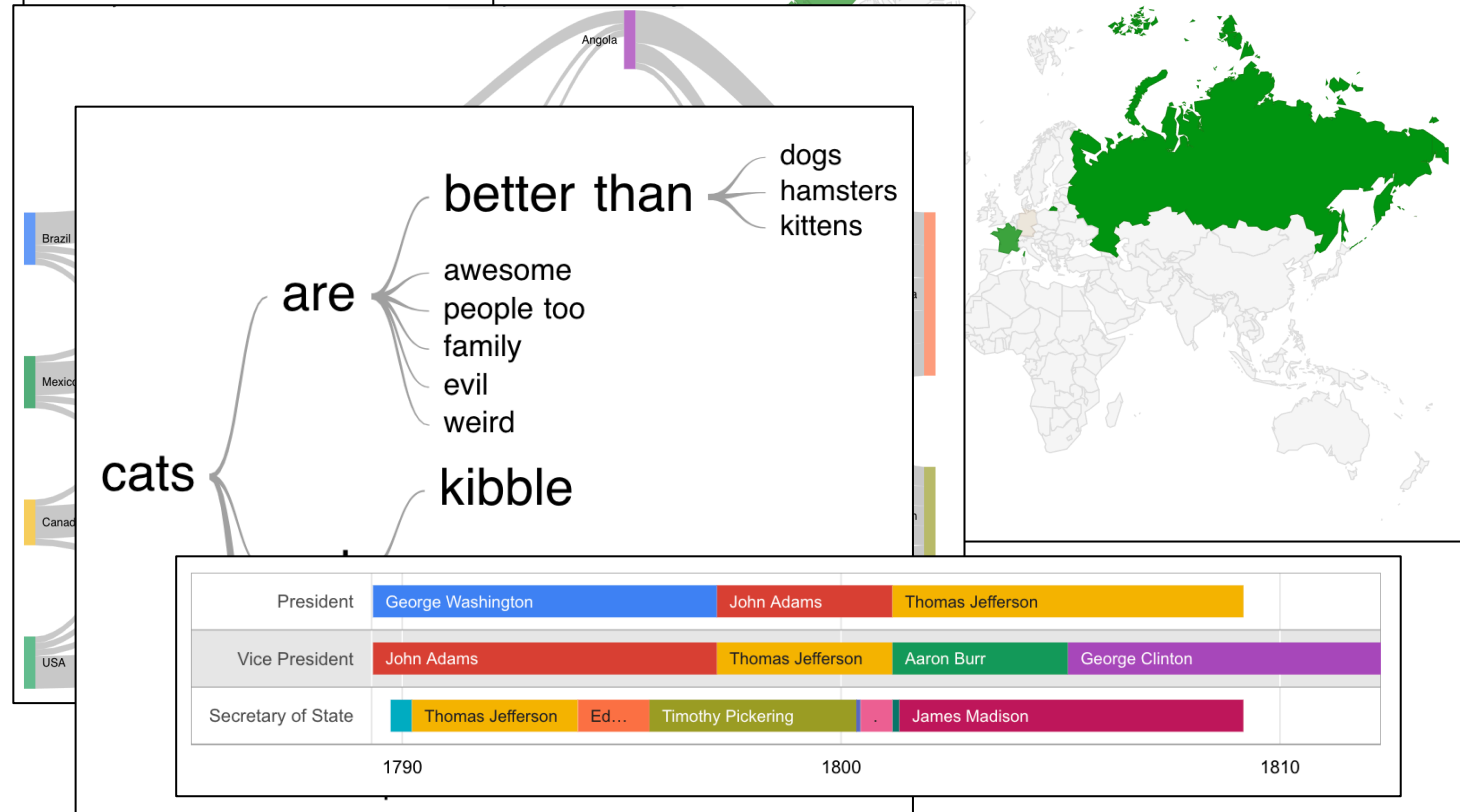 Angola
Brazil
Mexico
Canad
USA
a
n
cats
are
better than
dogs
hamsters
kittens
awesome
people too
family
evil
weird
kibble
President
George Washington
John Adams
Thomas Jefferson
Vice President
John Adams
Thomas Jefferson
Aaron Burr
George Clinton
Secretary of State
Thomas Jefferson
Ed...
Timothy Pickering
.
James Madison
1790
1800
1810